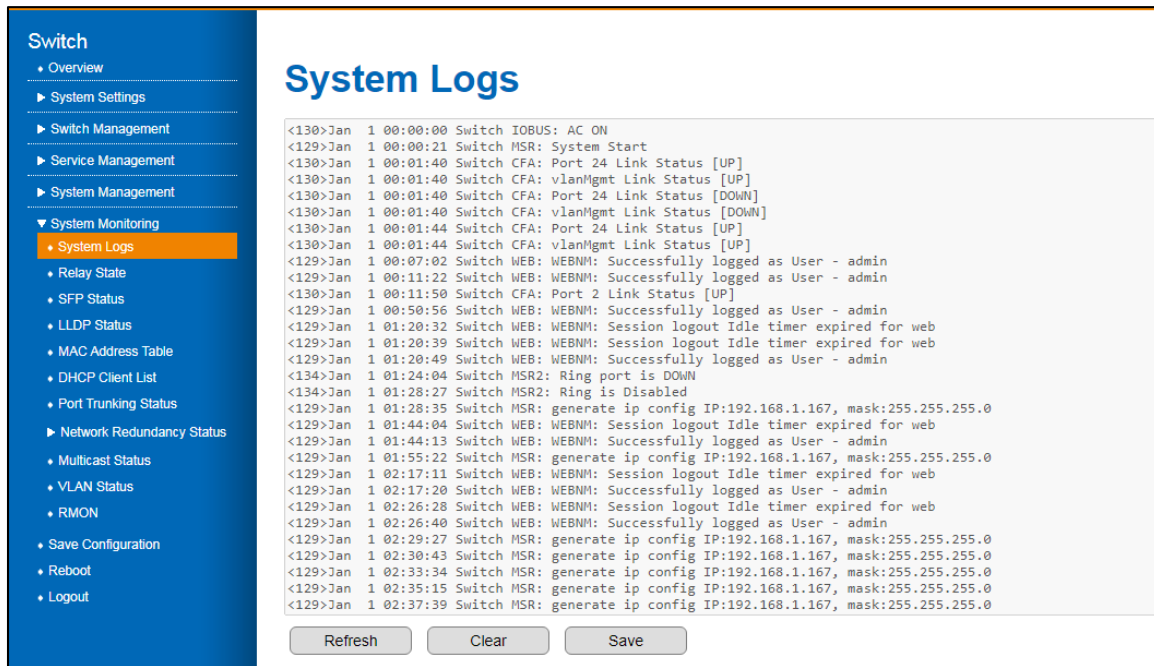 Switch
Overview
System Settings
Switch Management
Service Management
System Management
System Monitoring
System Logs
Relay State
SFP Status
LLDP Status
MAC Address Table
DHCP Client List
Port Trunking Status
Network Redundancy Status
Multicast Status
VLAN Status
RMON
Save Configuration
Reboot
Logout
System Logs
<130>Jan  1 00:00:00 Switch IOBUS: AC ON
<129>Jan  1 00:00:21 Switch MSR: System Start
<130>Jan  1 00:01:40 Switch CFA: Port 24 Link Status [UP]
<130>Jan  1 00:01:40 Switch CFA: vlanMgmt Link Status [UP]
<130>Jan  1 00:01:40 Switch CFA: Port 24 Link Status [DOWN]
<130>Jan  1 00:01:40 Switch CFA: vlanMgmt Link Status [DOWN]
<130>Jan  1 00:01:44 Switch CFA: Port 24 Link Status [UP]
<130>Jan  1 00:01:44 Switch CFA: vlanMgmt Link Status [UP]
<129>Jan  1 00:07:02 Switch WEB: WEBNM: Successfully logged as User - admin
<129>Jan  1 00:11:22 Switch WEB: WEBNM: Successfully logged as User - admin
<130>Jan  1 00:11:50 Switch CFA: Port 2 Link Status [UP]
<129>Jan  1 00:50:56 Switch WEB: WEBNM: Successfully logged as User - admin
<129>Jan  1 01:20:32 Switch WEB: WEBNM: Session logout Idle timer expired for web
<129>Jan  1 01:20:39 Switch WEB: WEBNM: Session logout Idle timer expired for web
<129>Jan  1 01:20:49 Switch WEB: WEBNM: Successfully logged as User - admin
<134>Jan  1 01:24:04 Switch MSR2: Ring port is DOWN
<134>Jan  1 01:28:27 Switch MSR2: Ring is Disabled
<129>Jan  1 01:28:35 Switch MSR: generate ip config IP:192.168.1.167, mask:255.255.255.0
<129>Jan  1 01:44:04 Switch WEB: WEBNM: Session logout Idle timer expired for web
<129>Jan  1 01:44:13 Switch WEB: WEBNM: Successfully logged as User - admin
<129>Jan  1 01:55:22 Switch MSR: generate ip config IP:192.168.1.167, mask:255.255.255.0
<129>Jan  1 02:17:11 Switch WEB: WEBNM: Session logout Idle timer expired for web
<129>Jan  1 02:17:20 Switch WEB: WEBNM: Successfully logged as User - admin
<129>Jan  1 02:26:28 Switch WEB: WEBNM: Session logout Idle timer expired for web
<129>Jan  1 02:26:40 Switch WEB: WEBNM: Successfully logged as User - admin
<129>Jan  1 02:29:27 Switch MSR: generate ip config IP:192.168.1.167, mask:255.255.255.0
<129>Jan  1 02:30:43 Switch MSR: generate ip config IP:192.168.1.167, mask:255.255.255.0
<129>Jan  1 02:33:34 Switch MSR: generate ip config IP:192.168.1.167, mask:255.255.255.0
<129>Jan  1 02:35:15 Switch MSR: generate ip config IP:192.168.1.167, mask:255.255.255.0
<129>Jan  1 02:37:39 Switch MSR: generate ip config IP:192.168.1.167, mask:255.255.255.0
Refresh Clear Save